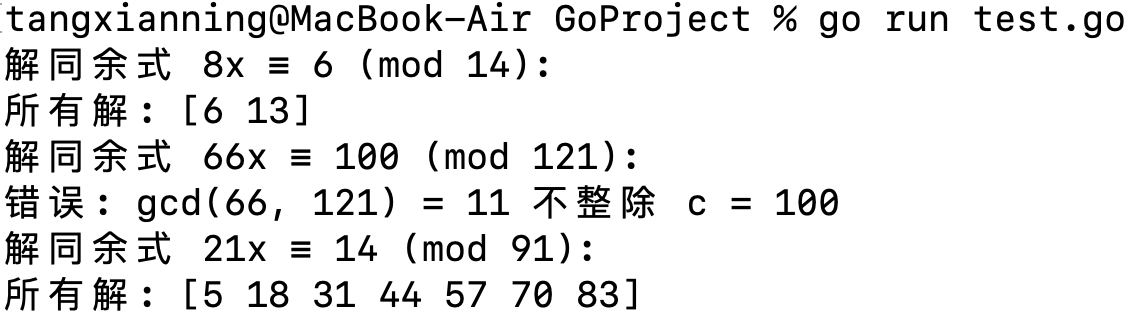 tangxianning@MacBook-Air GoProject % go run test.go
解同余式 8x ≡ 6 (mod 14):
所有解: [6 13]
解同余式 66x ≡ 100 (mod 121):
错误: gcd(66, 121) = 11 不整除 c = 100
解同余式 21x ≡ 14 (mod 91):
所有解: [5 18 31 44 57 70 83]